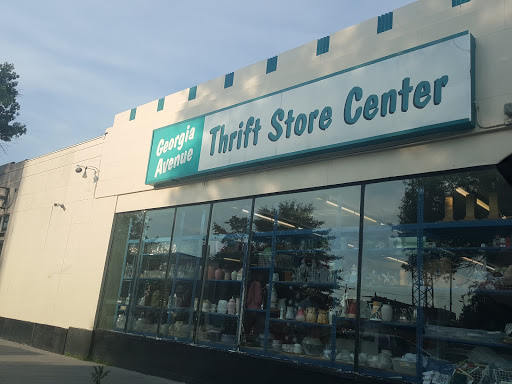 Georgia
Avenue
Thrift Store Center